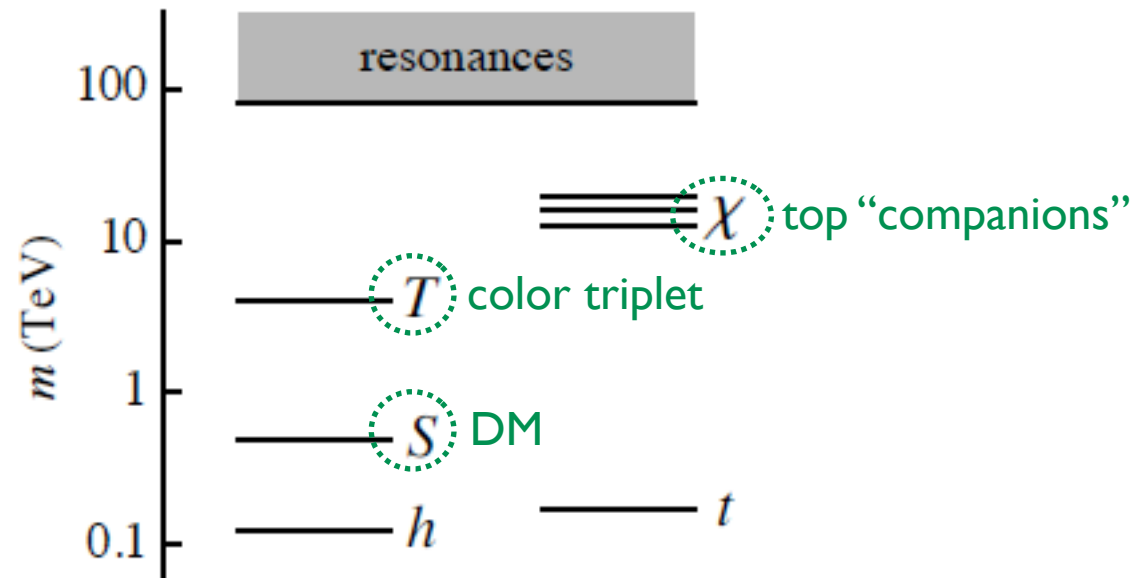 resonances
100
χ top “companions”
10
T color triplet
m (TeV)
1
S DM
h
t
0.1